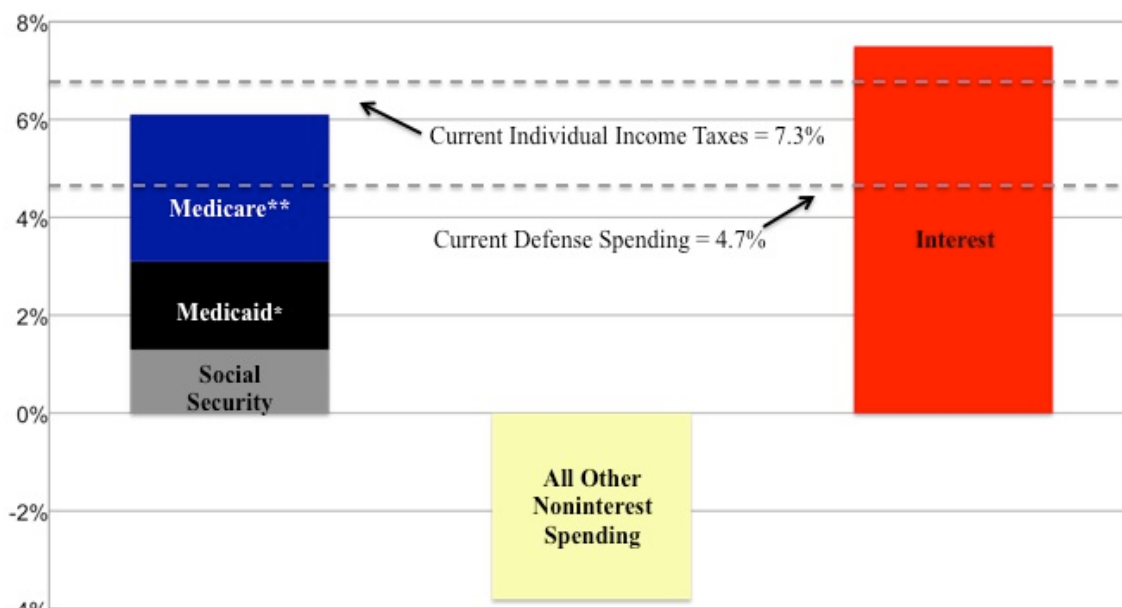 8%
6%
4%
2%
0%
-2%
-4%
Current Individual Income Taxes = 7.3%
Current Defense Spending = 4.7%
Medicare**
Medicaid*
Social
Security
All Other
Noninterest
Spending
Interest